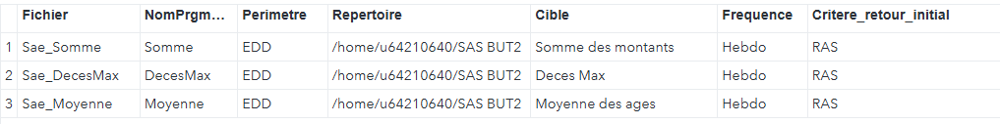 Fichier NomPrgm... Perimetre Repertoire Cible Frequence Critere_retour_initial
1 Sae_Somme Somme EDD /home/u64210640/SAS BUT2 Somme des montants Hebdo RAS
2 Sae_DecesMax DecesMax EDD /home/u64210640/SAS BUT2 Deces Max Hebdo RAS
3 Sae_Moyenne Moyenne EDD /home/u64210640/SAS BUT2 Moyenne des ages Hebdo RAS